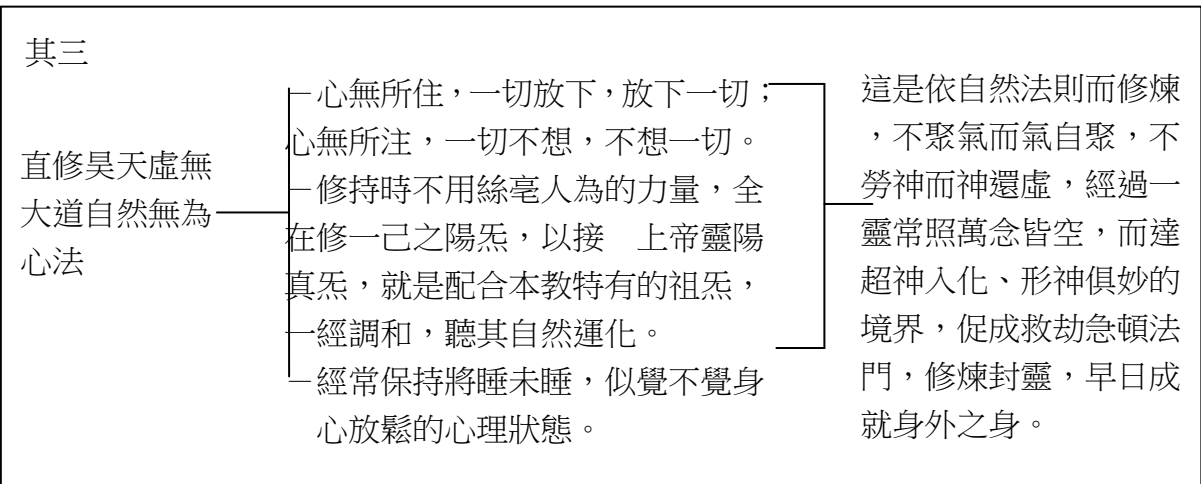 其三
直修昊天虛無
大道自然無為
心法
－心無所住，一切放下，放下一切；
心無所注，一切不想，不想一切。
－修持時不用絲毫人為的力量，全
在修一己之陽炁，以接　上帝靈陽
真炁，就是配合本教特有的祖炁，
一經調和，聽其自然運化。
－經常保持將睡未睡，似覺不覺身
心放鬆的心理狀態。
這是依自然法則而修煉
，不聚氣而氣自聚，不
勞神而神還虛，經過一
靈常照萬念皆空，而達
超神入化、形神俱妙的
境界，促成救劫急頓法
門，修煉封靈，早日成
就身外之身。